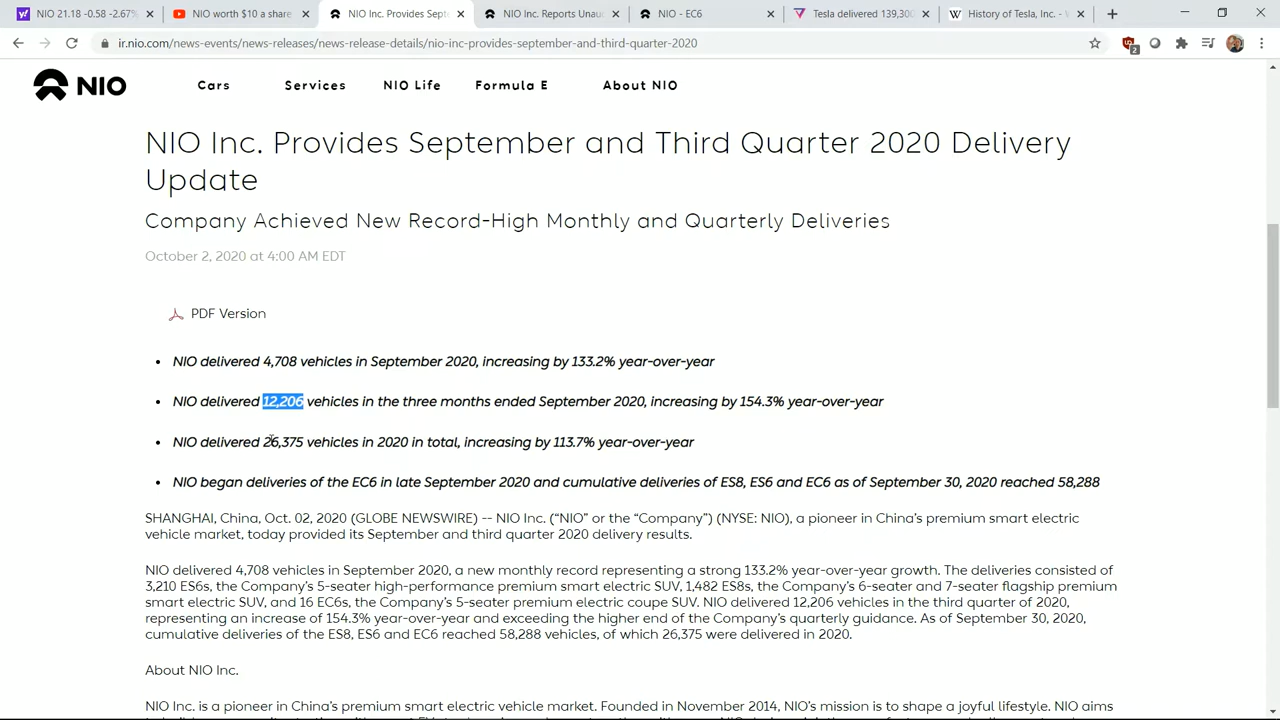 NIO 21.18 -0.58 -2.67%
NIO worth $10 a share
NIO Inc. Provides Sept
NIO Inc. Reports Unau
NIO - EC6
Tesla delivered 139,300
History of Tesla, Inc. - W
ir.nio.com/news-events/news-releases/news-release-details/nio-inc-provides-september-and-third-quarter-2020
2
NIO
Cars
Services
NIO Life
Formula E
About NIO
NIO Inc. Provides September and Third Quarter 2020 Delivery
Update
Company Achieved New Record-High Monthly and Quarterly Deliveries
October 2, 2020 at 4:00 AM EDT
PDF Version
• NIO delivered 4,708 vehicles in September 2020, increasing by 133.2% year-over-year
• NIO delivered 12,206 vehicles in the three months ended September 2020, increasing by 154.3% year-over-year
• NIO delivered 26,375 vehicles in 2020 in total, increasing by 113.7% year-over-year
• NIO began deliveries of the EC6 in late September 2020 and cumulative deliveries of ES8, ES6 and EC6 as of September 30, 2020 reached 58,288
SHANGHAI, China, Oct. 02, 2020 (GLOBE NEWSWIRE) -- NIO Inc. (“NIO” or the “Company”) (NYSE: NIO), a pioneer in China’s premium smart electric
vehicle market, today provided its September and third quarter 2020 delivery results.
NIO delivered 4,708 vehicles in September 2020, a new monthly record representing a strong 133.2% year-over-year growth. The deliveries consisted of
3,210 ES6s, the Company’s 5-seater high-performance premium smart electric SUV, 1,482 ES8s, the Company’s 6-seater and 7-seater flagship premium
smart electric SUV, and 16 EC6s, the Company’s 5-seater premium electric coupe SUV. NIO delivered 12,206 vehicles in the third quarter of 2020,
representing an increase of 154.3% year-over-year and exceeding the higher end of the Company’s quarterly guidance. As of September 30, 2020,
cumulative deliveries of the ES8, ES6 and EC6 reached 58,288 vehicles, of which 26,375 were delivered in 2020.
About NIO Inc.
NIO Inc. is a pioneer in China’s premium smart electric vehicle market. Founded in November 2014, NIO’s mission is to shape a joyful lifestyle. NIO aims